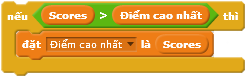 nếu Scores > Điểm cao nhất thì
đặt Điểm cao nhất là Scores